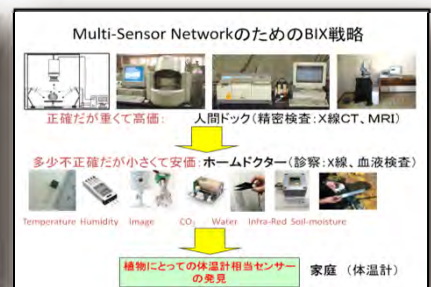 Multi-Sensor NetworkのためのBIX戦略
正確だが重くて高価: 人間ドック(精密検査:X線CT、MRI)
多少不正確だが小さくて安価:ホームドクター(診察:X線、血液検査)
Temperature Humidity Image CO₂ Water Infra-Red Soil-moisture
植物にとっての体温計相当センサー
の発見
家庭 (体温計)